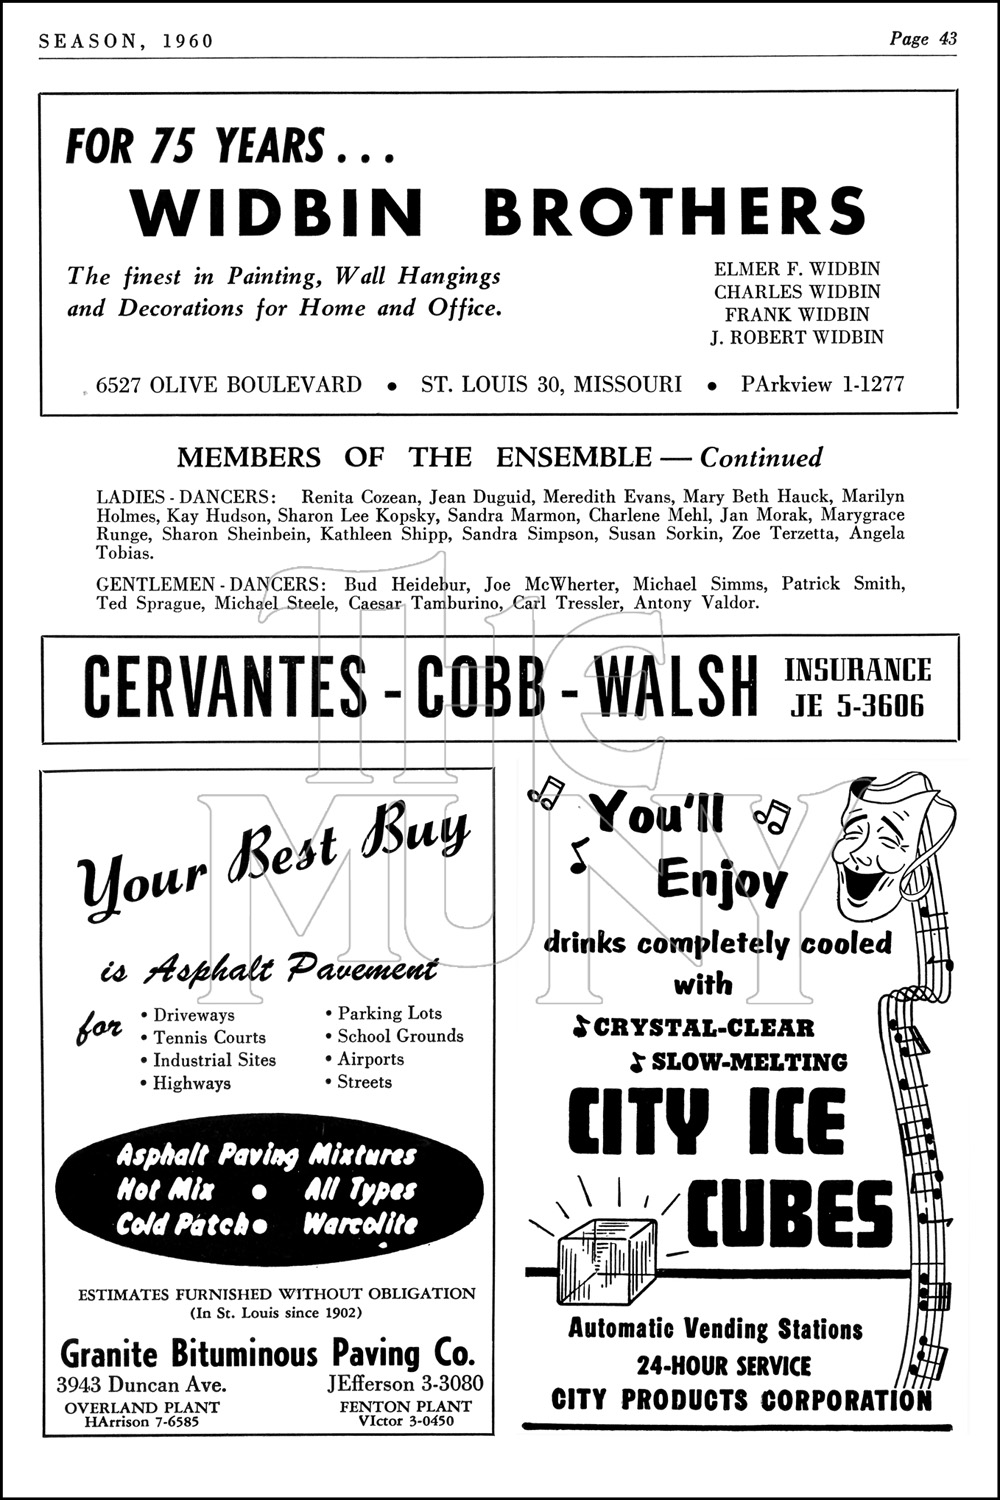 SEASON, 1960
Page 43
FOR 75 YEARS . . .
WIDBIN BROTHERS
The finest in Painting, Wall Hangings
and Decorations for Home and Office.
ELMER F. WIDBIN
CHARLES WIDBIN
FRANK WIDBIN
J. ROBERT WIDBIN
6527 OLIVE BOULEVARD • ST. LOUIS 30, MISSOURI • PArkview 1-1277
MEMBERS OF THE ENSEMBLE — Continued
LADIES - DANCERS: Renita Cozean, Jean Duguid, Meredith Evans, Mary Beth Hauck, Marilyn
Holmes, Kay Hudson, Sharon Lee Kopsky, Sandra Marmon, Charlene Mehl, Jan Morak, Marygrace
Runge, Sharon Sheinbein, Kathleen Shipp, Sandra Simpson, Susan Sorkin, Zoe Terzetta, Angela
Tobias.
GENTLEMEN - DANCERS: Bud Heidebur, Joe McWherter, Michael Simms, Patrick Smith,
Ted Sprague, Michael Steele, Caesar Tamburino, Carl Tressler, Antony Valdor.
THE
MUNY
CERVANTES - COBB - WALSH
INSURANCE
JE 5-3606
Your Best Buy
is Asphalt Pavement
for
• Driveways
• Tennis Courts
• Industrial Sites
• Highways
• Parking Lots
• School Grounds
• Airports
• Streets
Asphalt Paving Mixtures
Hot Mix • All Types
Cold Patch • Warcolite
ESTIMATES FURNISHED WITHOUT OBLIGATION
(In St. Louis since 1902)
Granite Bituminous Paving Co.
3943 Duncan Ave.
JEfferson 3-3080
OVERLAND PLANT
HArrison 7-6585
FENTON PLANT
VIctor 3-0450
You'll
Enjoy
drinks completely cooled
with
CRYSTAL-CLEAR
SLOW-MELTING
CITY ICE
CUBES
Automatic Vending Stations
24-HOUR SERVICE
CITY PRODUCTS CORPORATION